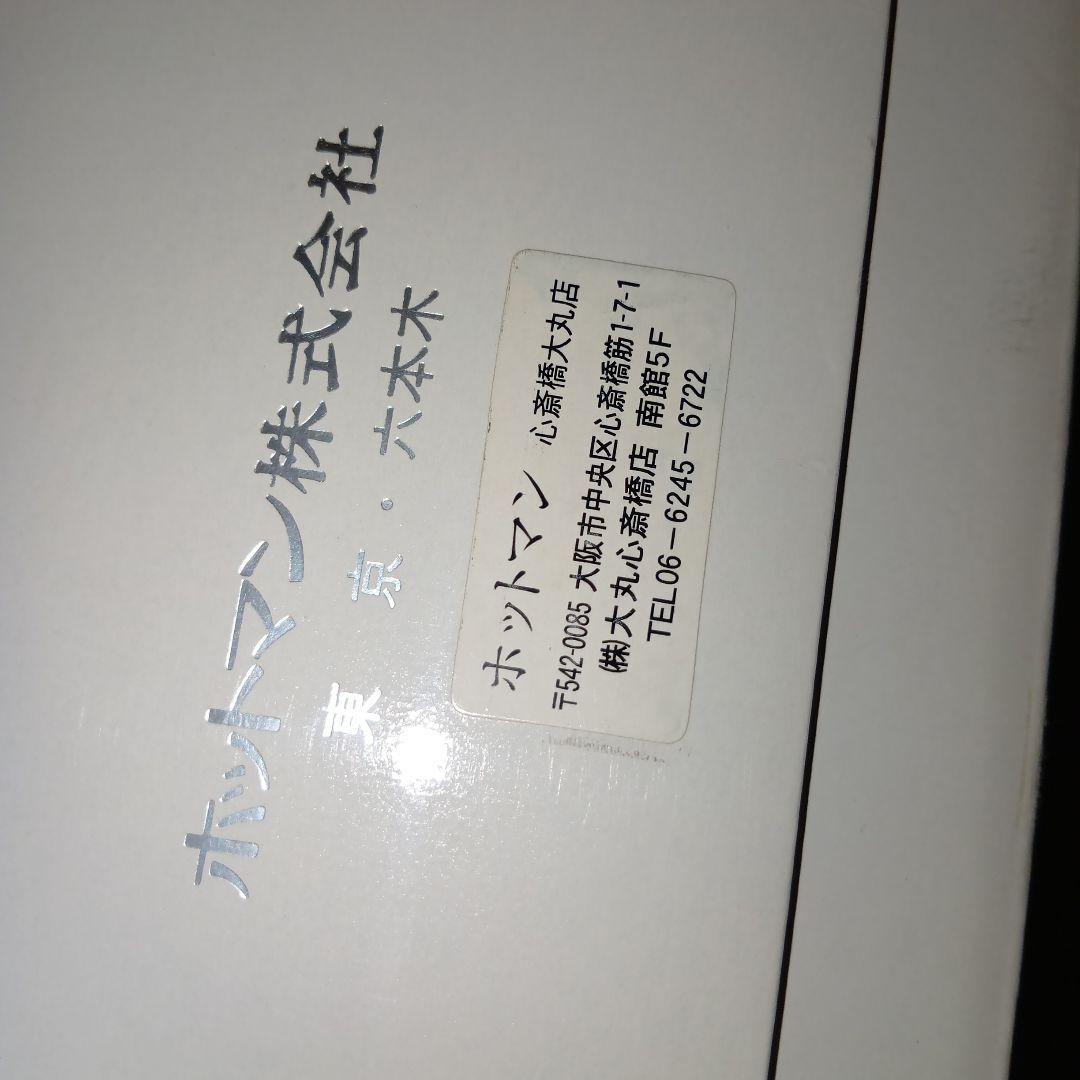 ホットマン株式会社
東京・六本木
ホットマン 心斎橋大丸店
〒542-0085 大阪市中央区心斎橋筋1-7-1
(株)大丸心斎橋店 南館5F
TEL06-6245-6722